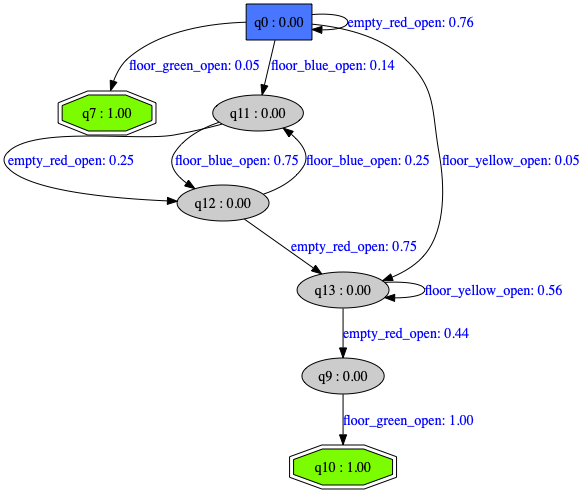 q0 : 0.00
empty_red_open: 0.76
floor_green_open: 0.05
floor_blue_open: 0.14
q7 : 1.00
q11 : 0.00
empty_red_open: 0.25
floor_blue_open: 0.75
floor_blue_open: 0.25
floor_yellow_open: 0.05
q12 : 0.00
empty_red_open: 0.75
q13 : 0.00
floor_yellow_open: 0.56
empty_red_open: 0.44
q9 : 0.00
floor_green_open: 1.00
q10 : 1.00